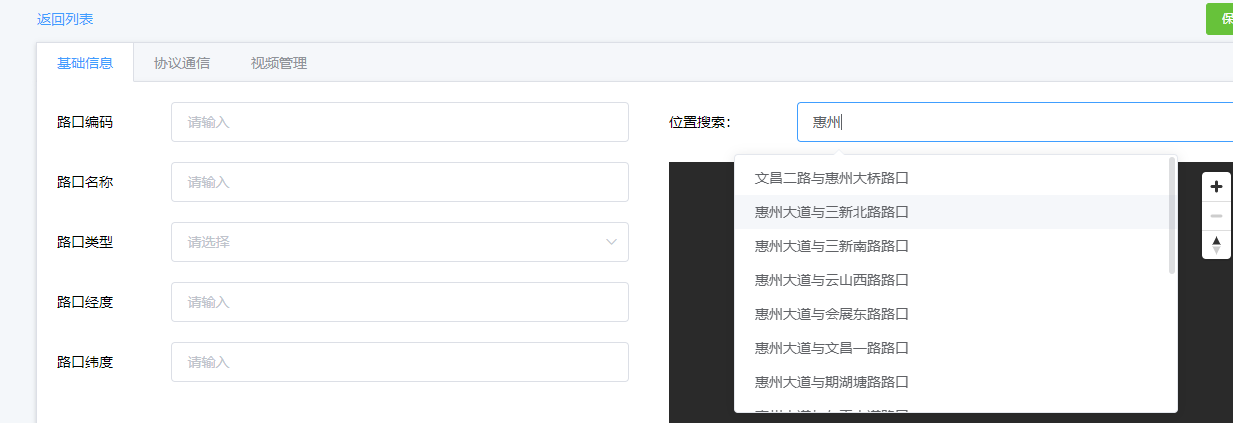 返回列表
基础信息
协议通信
视频管理
路口编码
请输入
路口名称
请输入
路口类型
请选择
路口经度
请输入
路口纬度
请输入
位置搜索:
惠州
文昌二路与惠州大桥路口
惠州大道与三新北路路口
惠州大道与三新南路路口
惠州大道与云山西路路口
惠州大道与会展东路路口
惠州大道与文昌一路路口
惠州大道与期湖塘路路口